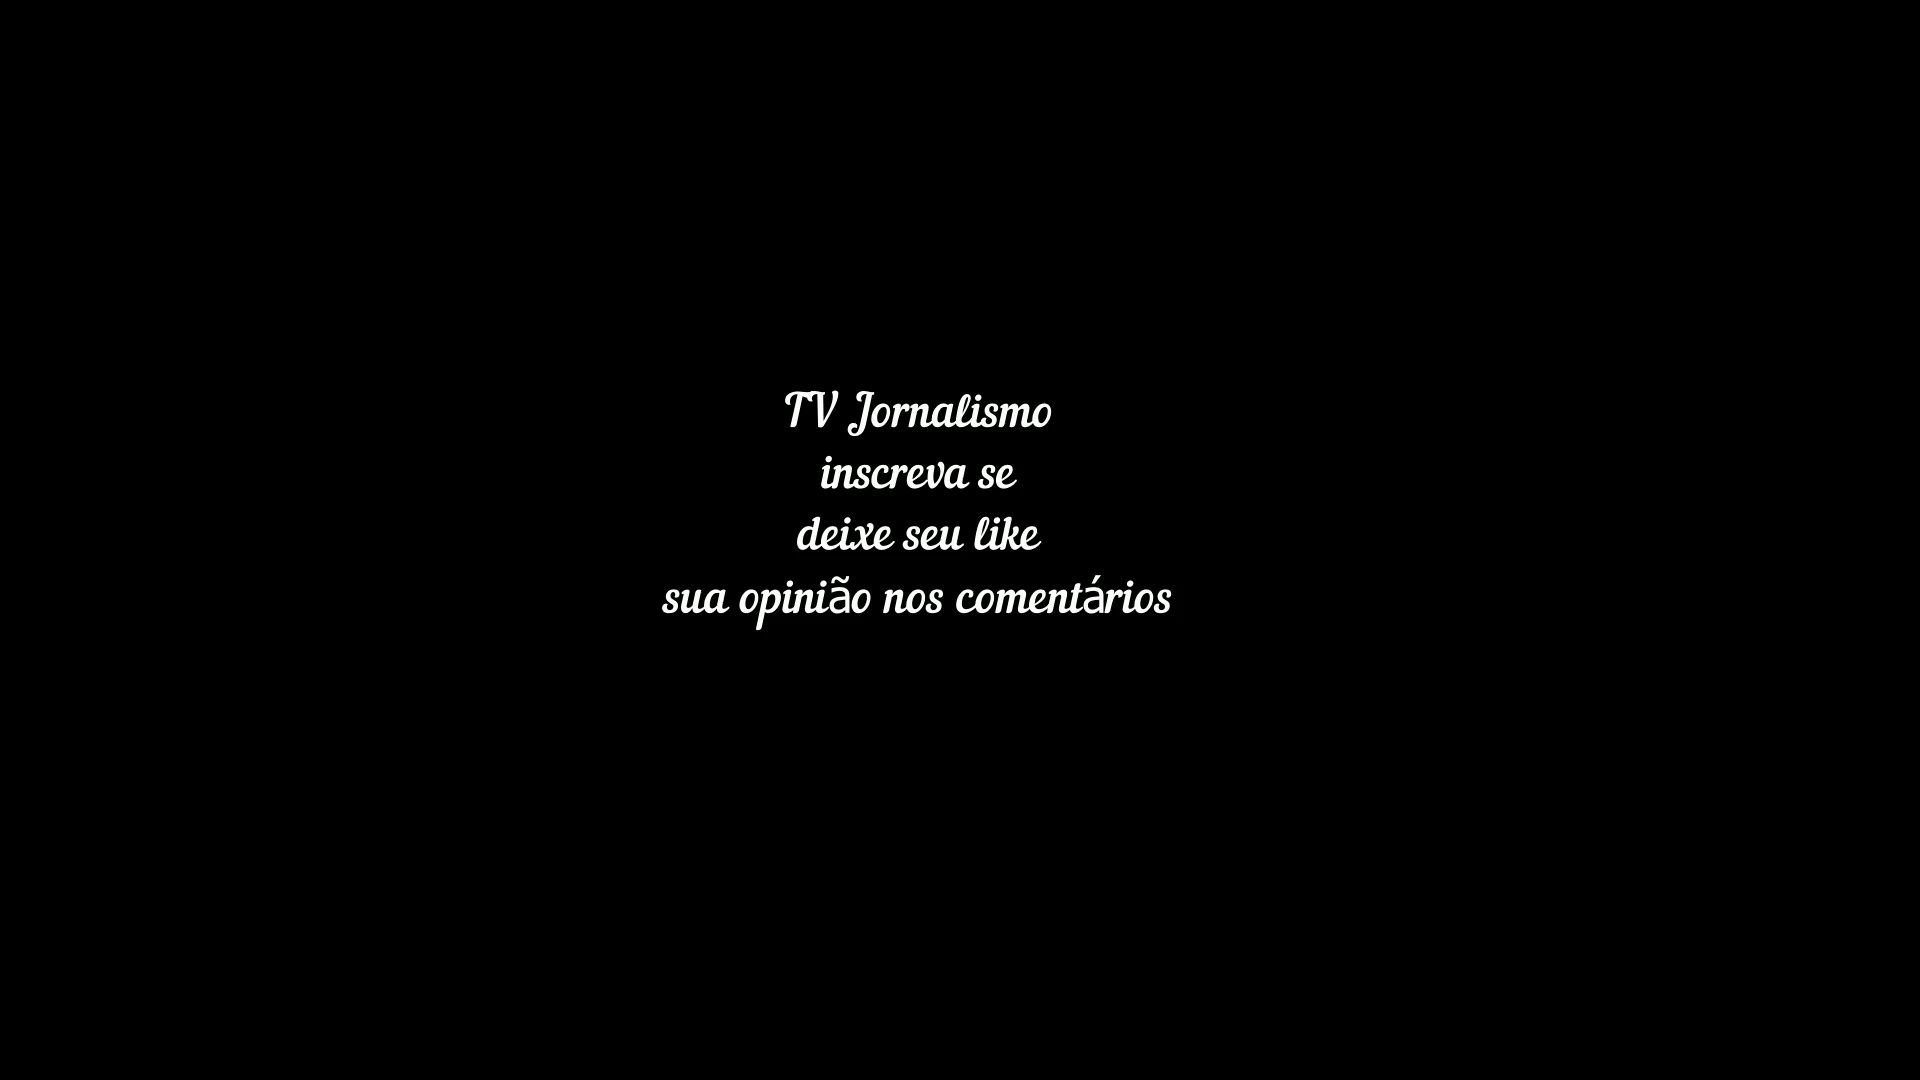 TV Jornalismo
inscreva se
deixe seu like
sua opinião nos comentários